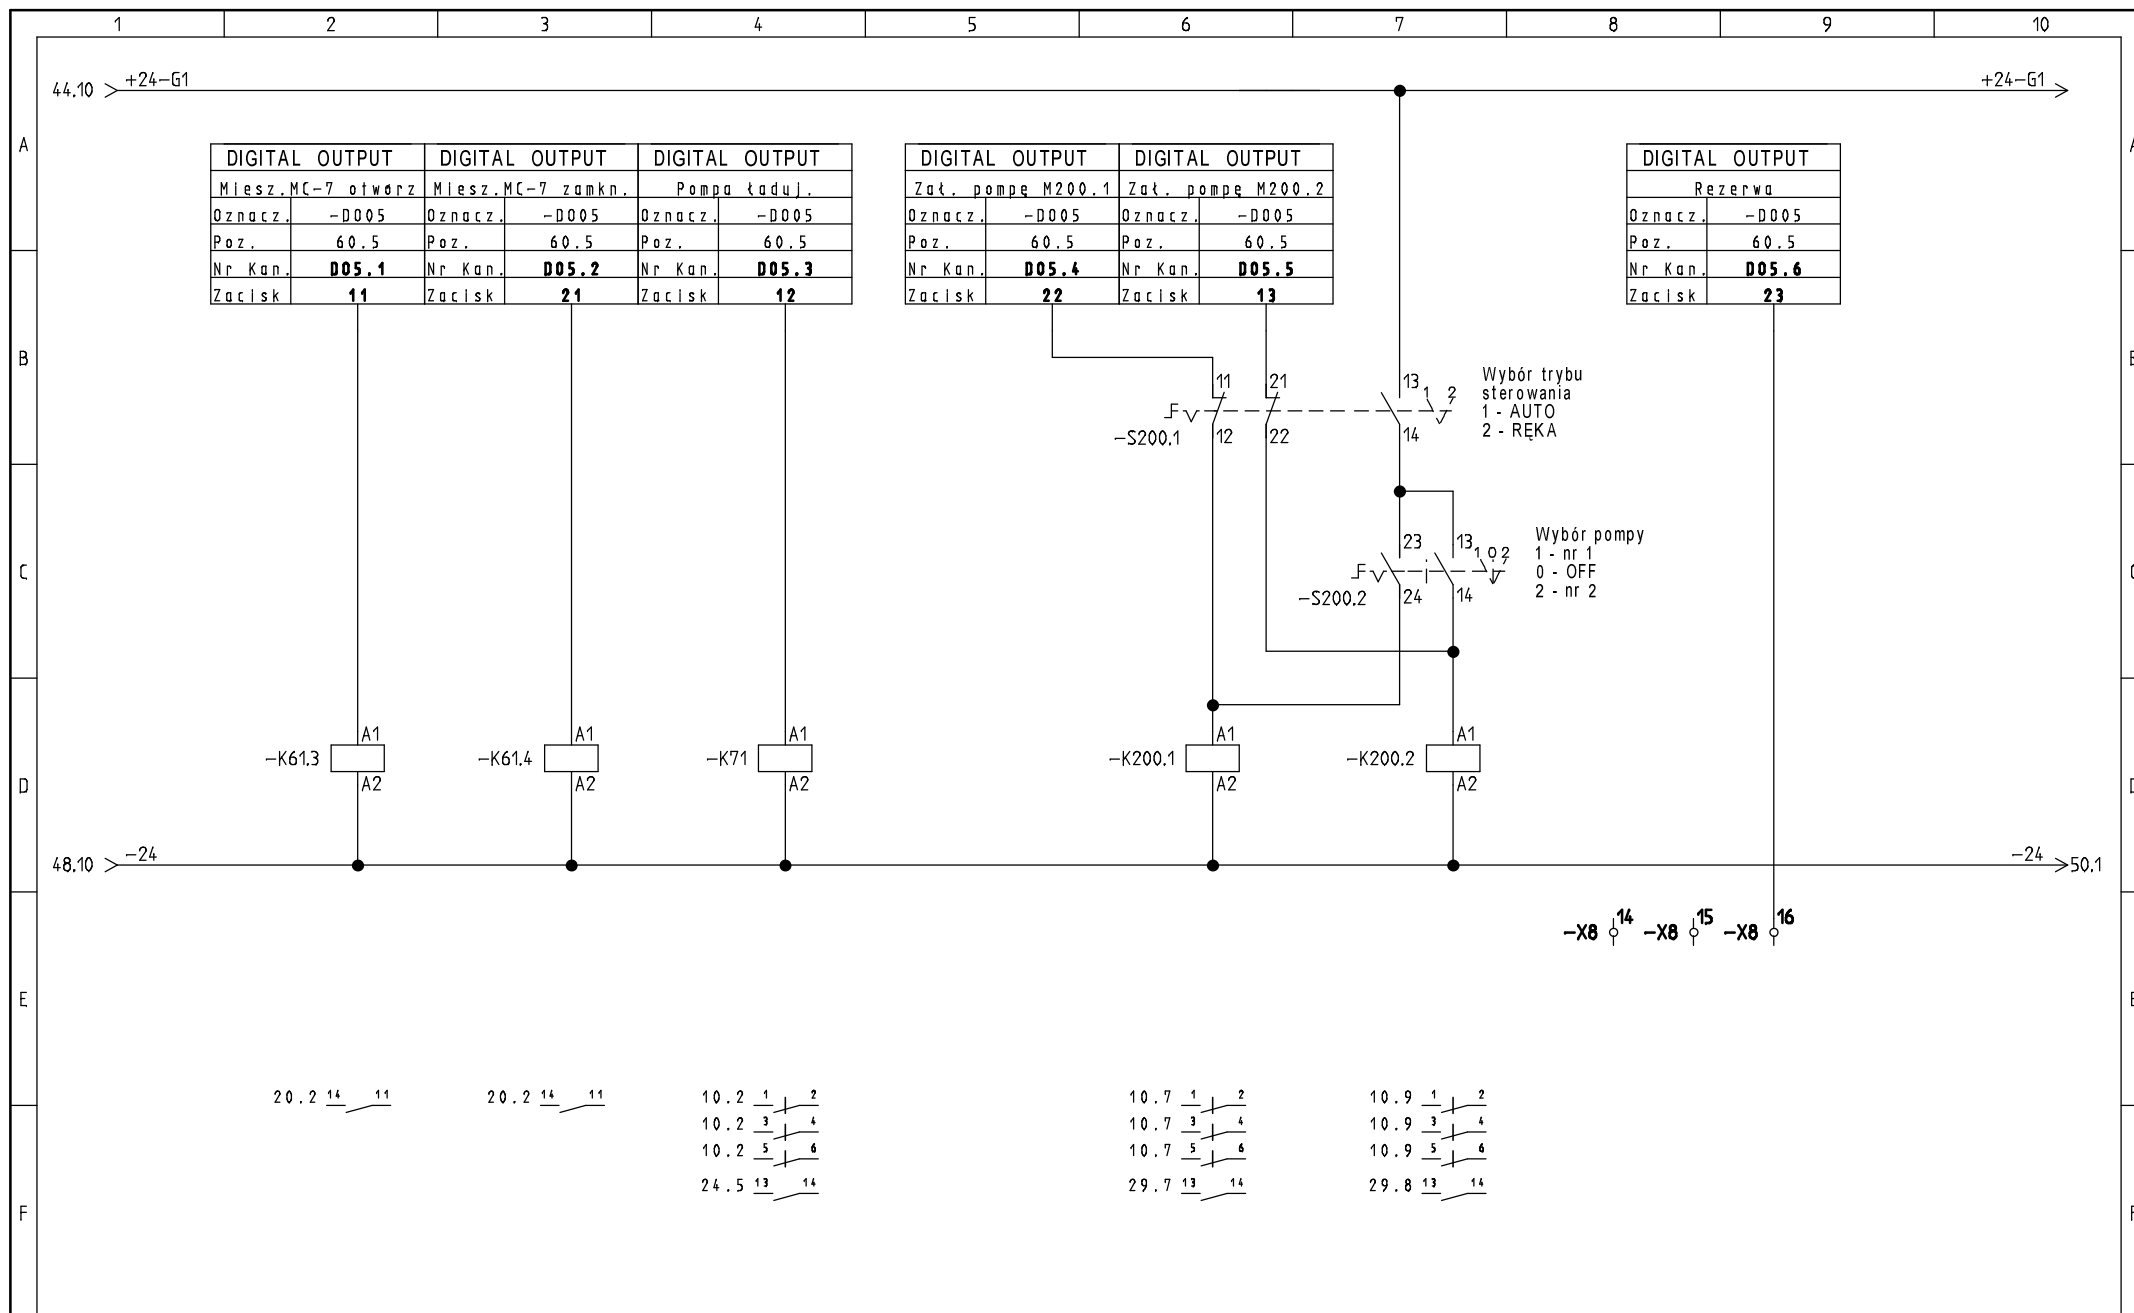 1 2 3 4 5 6 7 8 9 10
44.10 +24-G1 +24-G1
A
DIGITAL OUTPUT DIGITAL OUTPUT DIGITAL OUTPUT DIGITAL OUTPUT DIGITAL OUTPUT DIGITAL OUTPUT
Miesz.MC-7 otwórz Miesz.MC-7 zamkn. Pompa ładuj. Zał. pompę M200.1 Zał. pompę M200.2 Rezerwa
Oznacz. -DO05 Oznacz. -DO05 Oznacz. -DO05 Oznacz. -DO05 Oznacz. -DO05 Oznacz. -DO05
Poz. 60.5 Poz. 60.5 Poz. 60.5 Poz. 60.5 Poz. 60.5 Poz. 60.5
Nr Kan. DO5.1 Nr Kan. DO5.2 Nr Kan. DO5.3 Nr Kan. DO5.4 Nr Kan. DO5.5 Nr Kan. DO5.6
Zacisk 11 Zacisk 21 Zacisk 12 Zacisk 22 Zacisk 13 Zacisk 23
B
11 21 13 1 2
Wybór trybu
sterowania
1 - AUTO
2 - RĘKA
-S200.1 12 22 14
C
23 13 1 0 2
Wybór pompy
1 - nr 1
0 - OFF
2 - nr 2
-S200.2 24 14
A1 A1 A1 A1 A1
-K61.3 -K61.4 -K71 -K200.1 -K200.2
A2 A2 A2 A2 A2
D
48.10 -24 -24 50.1
-X8 14 -X8 15 -X8 16
E
20.2 14 11 20.2 14 11 10.2 1 2 10.7 1 2 10.9 1 2
10.2 3 4 10.7 3 4 10.9 3 4
10.2 5 6 10.7 5 6 10.9 5 6
24.5 13 14 29.7 13 14 29.8 13 14
F